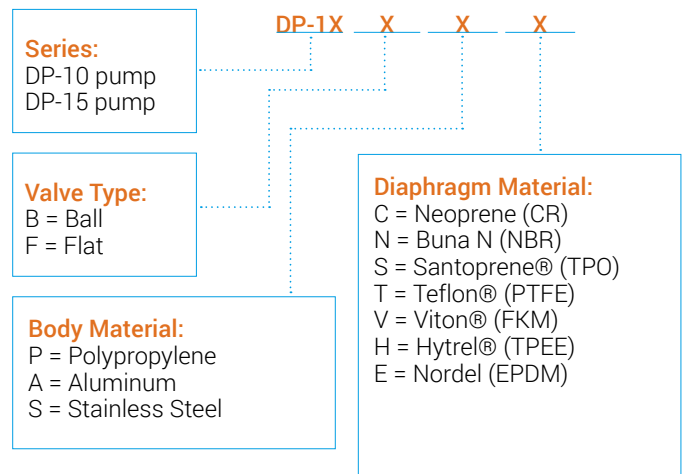 DP-1X X X X
Series:
DP-10 pump
DP-15 pump
Valve Type:
B = Ball
F = Flat
Body Material:
P = Polypropylene
A = Aluminum
S = Stainless Steel
Diaphragm Material:
C = Neoprene (CR)
N = Buna N (NBR)
S = Santoprene® (TPO)
T = Teflon® (PTFE)
V = Viton® (FKM)
H = Hytrel® (TPEE)
E = Nordel (EPDM)